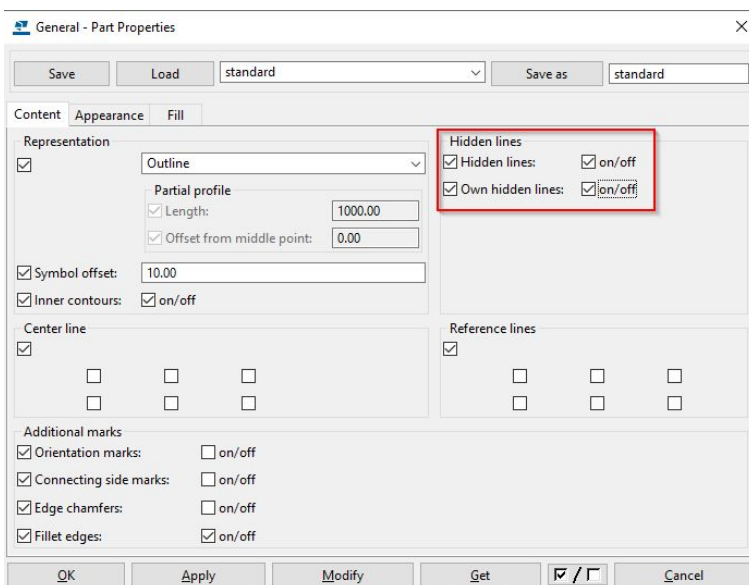 General - Part Properties
Save Load standard Save as standard
Content Appearance Fill
Representation
Outline
Partial profile
Length: 1000.00
Offset from middle point: 0.00
Symbol offset: 10.00
Inner contours: on/off
Hidden lines
Hidden lines: on/off
Own hidden lines: on/off
Center line
Reference lines
Additional marks
Orientation marks: on/off
Connecting side marks: on/off
Edge chamfers: on/off
Fillet edges: on/off
OK Apply Modify Get / Cancel